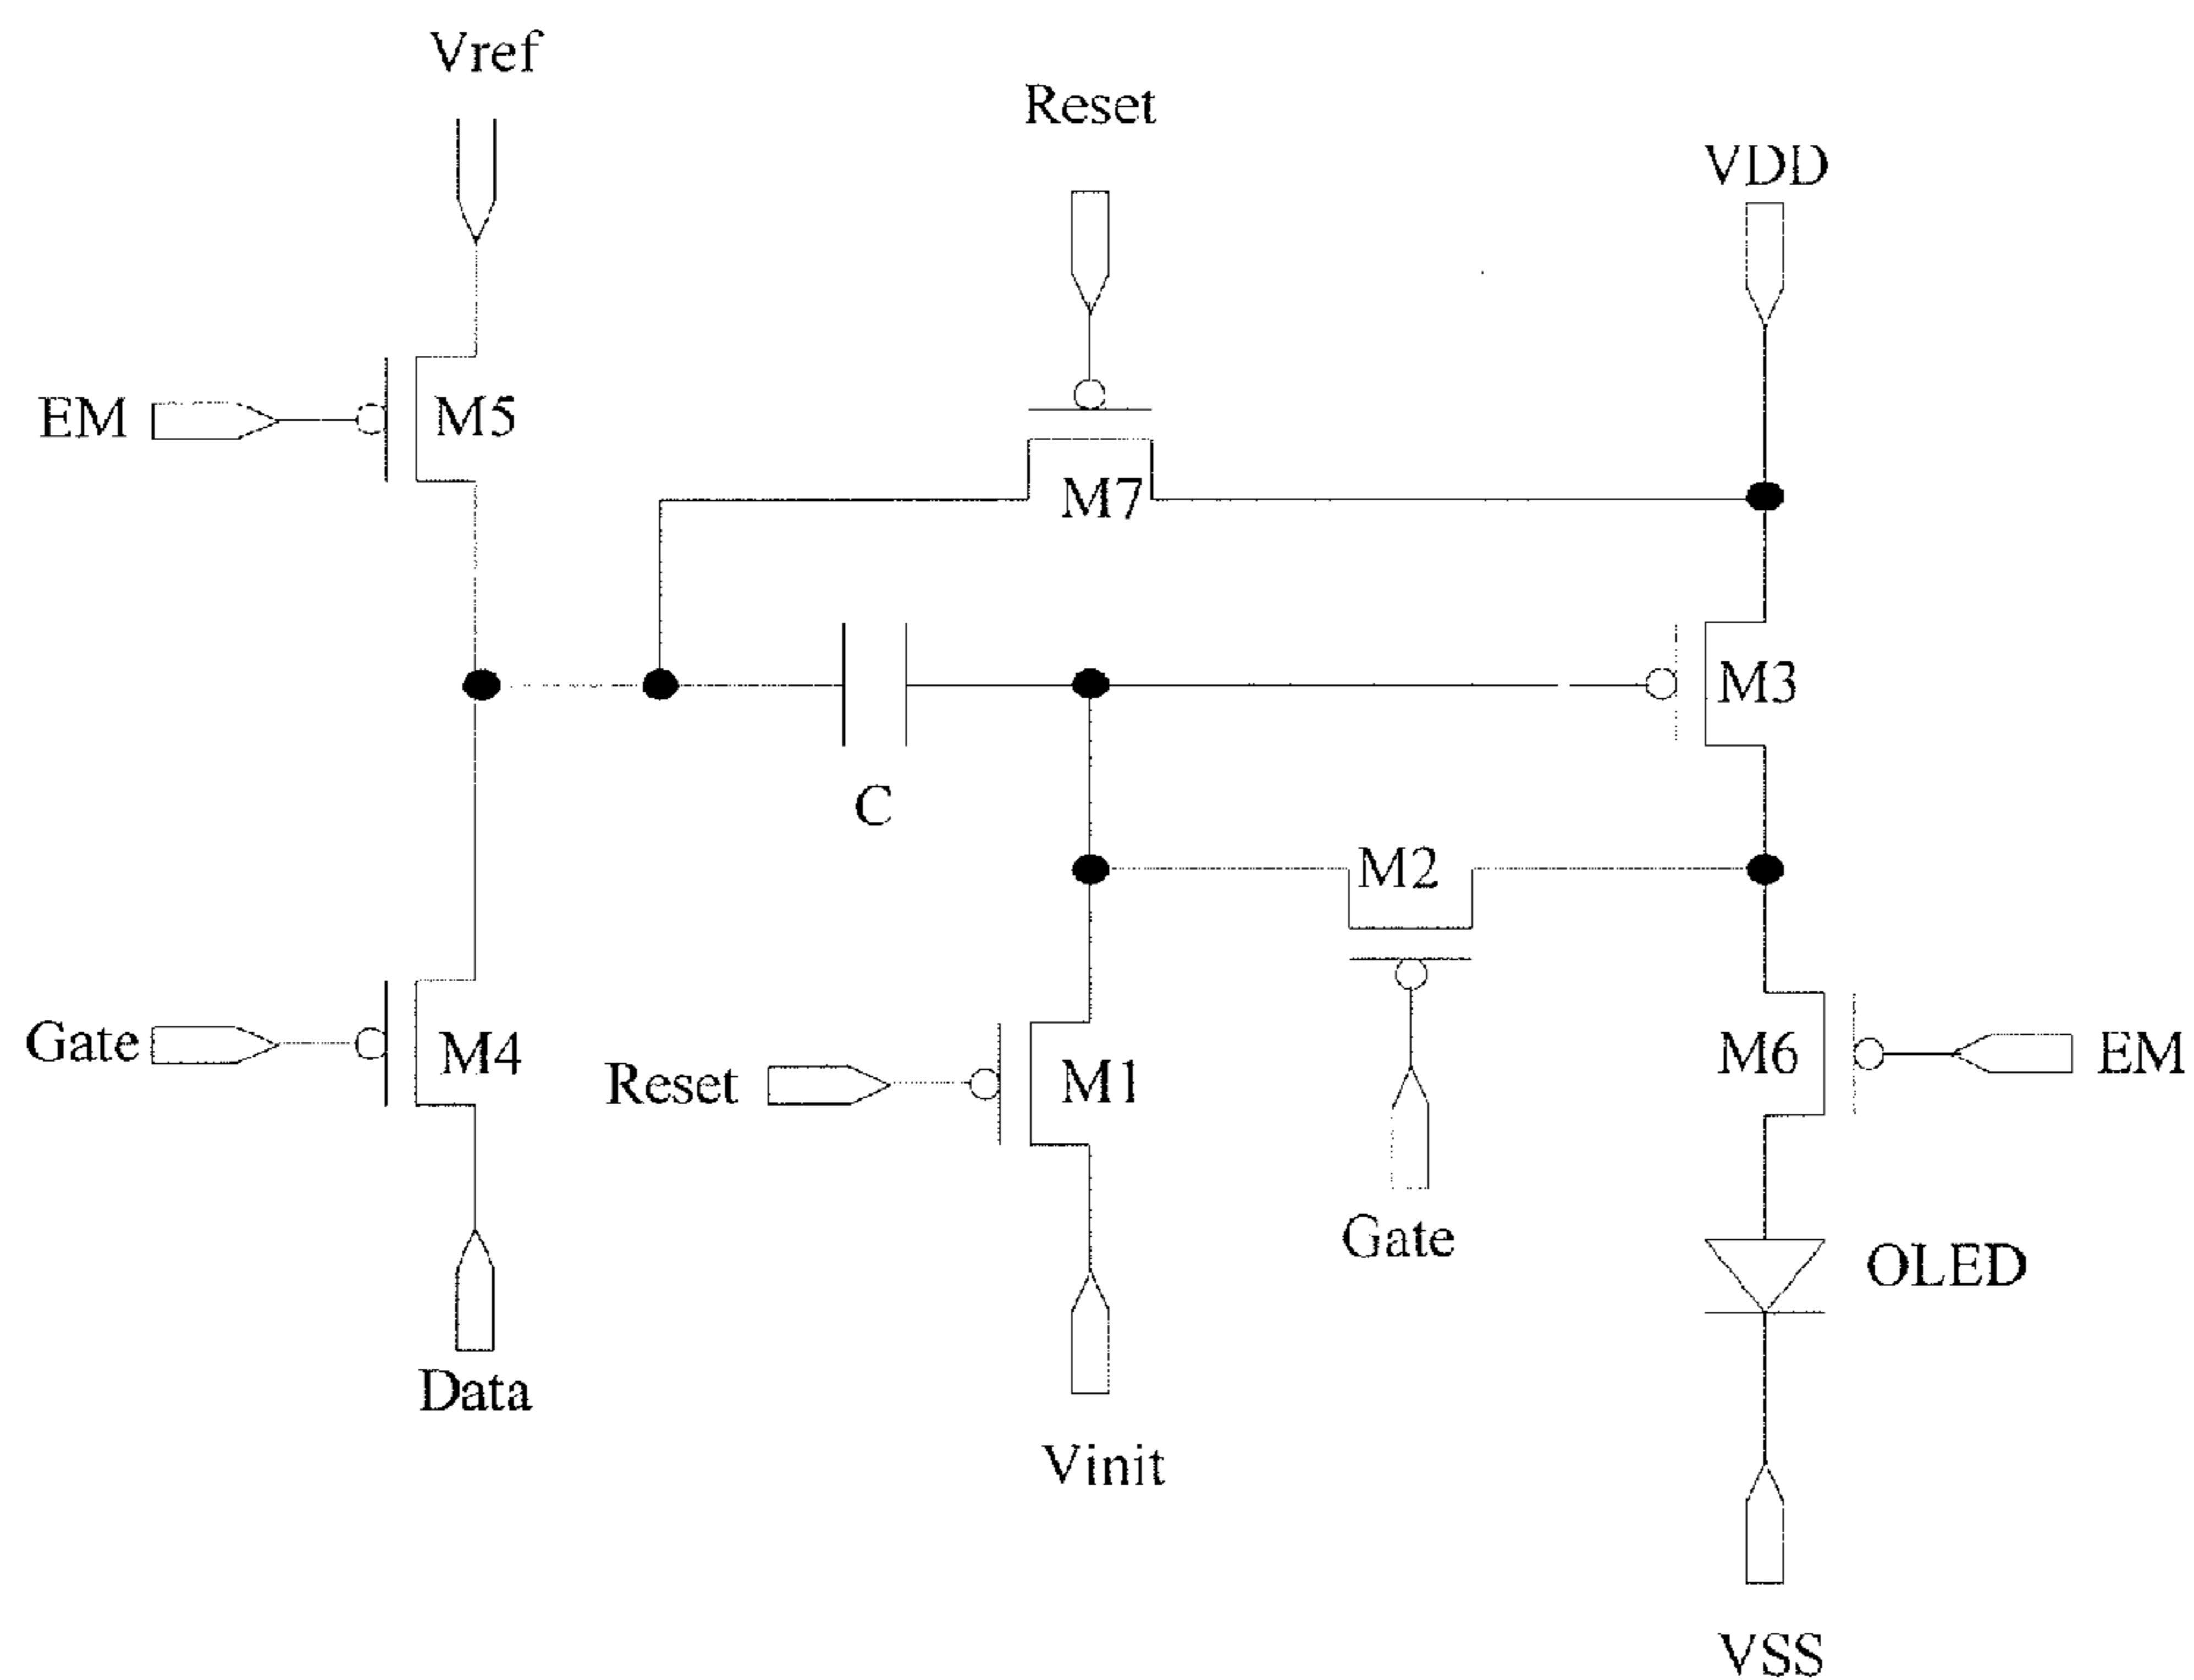 Vref
Reset
VDD
EM
M5
M7
M3
C
M2
Gate
M4
Reset
M1
M6
EM
Gate
OLED
Data
Vinit
VSS